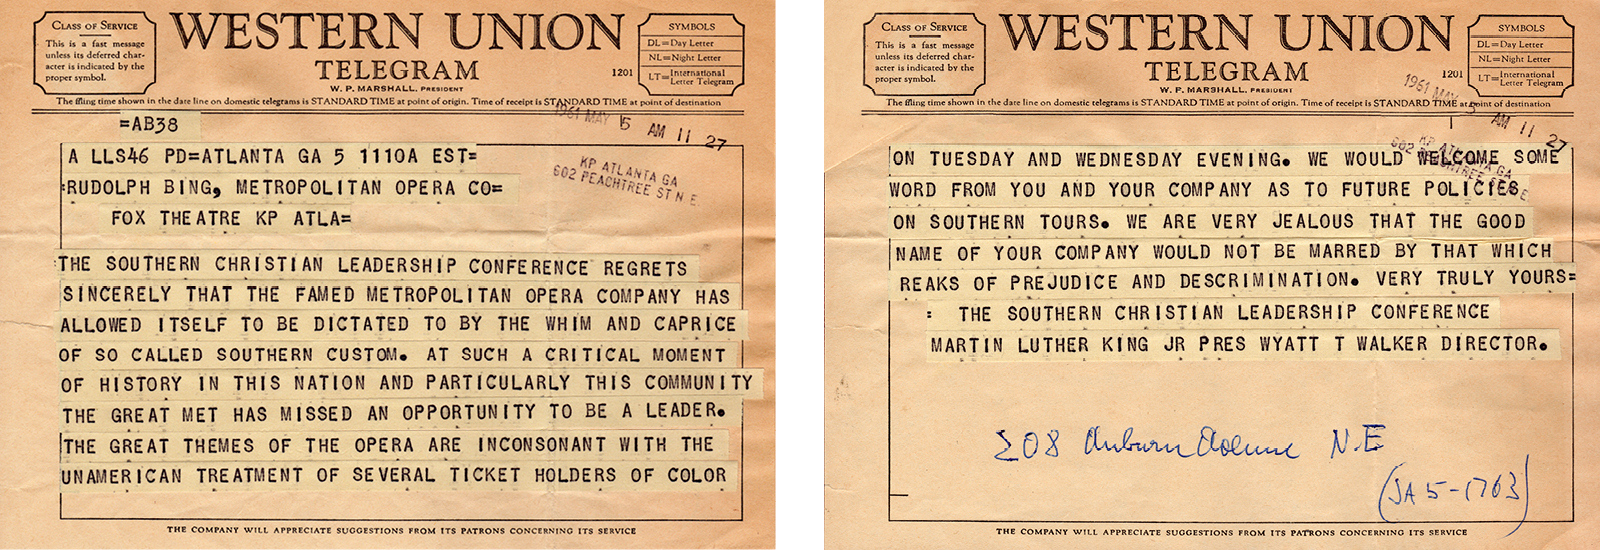 CLASS OF SERVICE
This is a fast message
unless its deferred char-
acter is indicated by the
proper symbol.
WESTERN UNION
TELEGRAM
W. P. MARSHALL, PRESIDENT
1201
SYMBOLS
DL=Day Letter
NL=Night Letter
LT=International
Letter Telegram
The filing time shown in the date line on domestic telegrams is STANDARD TIME at point of origin. Time of receipt is STANDARD TIME at point of destination
1961 MAY 5 AM 11 27
=AB38
KP ATLANTA GA
602 PEACHTREE ST N E.
A LLS46 PD=ATLANTA GA 5 1110A EST=
:RUDOLPH BING, METROPOLITAN OPERA CO=
FOX THEATRE KP ATLA=
:THE SOUTHERN CHRISTIAN LEADERSHIP CONFERENCE REGRETS
SINCERELY THAT THE FAMED METROPOLITAN OPERA COMPANY HAS
ALLOWED ITSELF TO BE DICTATED TO BY THE WHIM AND CAPRICE
OF SO CALLED SOUTHERN CUSTOM. AT SUCH A CRITICAL MOMENT
OF HISTORY IN THIS NATION AND PARTICULARLY THIS COMMUNITY
THE GREAT MET HAS MISSED AN OPPORTUNITY TO BE A LEADER.
THE GREAT THEMES OF THE OPERA ARE INCONSONANT WITH THE
UNAMERICAN TREATMENT OF SEVERAL TICKET HOLDERS OF COLOR
THE COMPANY WILL APPRECIATE SUGGESTIONS FROM ITS PATRONS CONCERNING ITS SERVICE
CLASS OF SERVICE
This is a fast message
unless its deferred char-
acter is indicated by the
proper symbol.
WESTERN UNION
TELEGRAM
W. P. MARSHALL, PRESIDENT
1201
SYMBOLS
DL=Day Letter
NL=Night Letter
LT=International
Letter Telegram
The filing time shown in the date line on domestic telegrams is STANDARD TIME at point of origin. Time of receipt is STANDARD TIME at point of destination
1961 MAY 5 AM 11 27
KP ATLANTA GA
602 PEACHTREE ST N E
ON TUESDAY AND WEDNESDAY EVENING. WE WOULD WELCOME SOME
WORD FROM YOU AND YOUR COMPANY AS TO FUTURE POLICIES
ON SOUTHERN TOURS. WE ARE VERY JEALOUS THAT THE GOOD
NAME OF YOUR COMPANY WOULD NOT BE MARRED BY THAT WHICH
REAKS OF PREJUDICE AND DESCRIMINATION. VERY TRULY YOURS=
: THE SOUTHERN CHRISTIAN LEADERSHIP CONFERENCE
MARTIN LUTHER KING JR PRES WYATT T WALKER DIRECTOR.
208 Auburn Avenue N.E
(JA 5-1763)
THE COMPANY WILL APPRECIATE SUGGESTIONS FROM ITS PATRONS CONCERNING ITS SERVICE